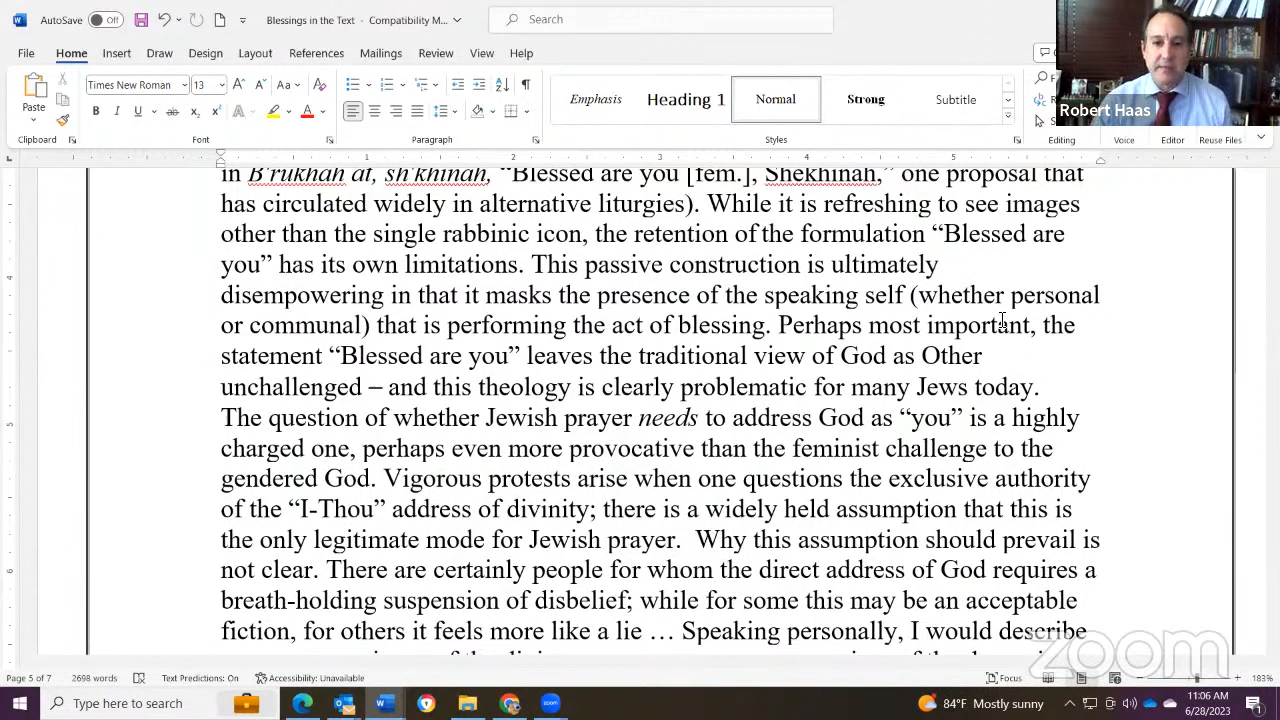 AutoSave Off Blessings in the Text - Compatibility M... Search
File Home Insert Draw Design Layout References Mailings Review View Help
Times New Roman 13 Aa
Paste B I U ab Emphasis Heading 1 Normal Strong Subtitle
Clipboard Font Paragraph Styles Voice Editor Reuse Files
Robert Haas
1 2 3 4 5
in B'rukhah at, sh'khinah, “Blessed are you [fem.], Shekhinah,” one proposal that
has circulated widely in alternative liturgies). While it is refreshing to see images
other than the single rabbinic icon, the retention of the formulation “Blessed are
you” has its own limitations. This passive construction is ultimately
disempowering in that it masks the presence of the speaking self (whether personal
or communal) that is performing the act of blessing. Perhaps most important, the
statement “Blessed are you” leaves the traditional view of God as Other
unchallenged – and this theology is clearly problematic for many Jews today.
The question of whether Jewish prayer needs to address God as “you” is a highly
charged one, perhaps even more provocative than the feminist challenge to the
gendered God. Vigorous protests arise when one questions the exclusive authority
of the “I-Thou” address of divinity; there is a widely held assumption that this is
the only legitimate mode for Jewish prayer.  Why this assumption should prevail is
not clear. There are certainly people for whom the direct address of God requires a
breath-holding suspension of disbelief; while for some this may be an acceptable
fiction, for others it feels more like a lie … Speaking personally, I would describe
zoom
Page 5 of 7 2698 words Text Predictions: On Accessibility: Unavailable Focus 183%
Type here to search 84°F Mostly sunny 11:06 AM
6/28/2023